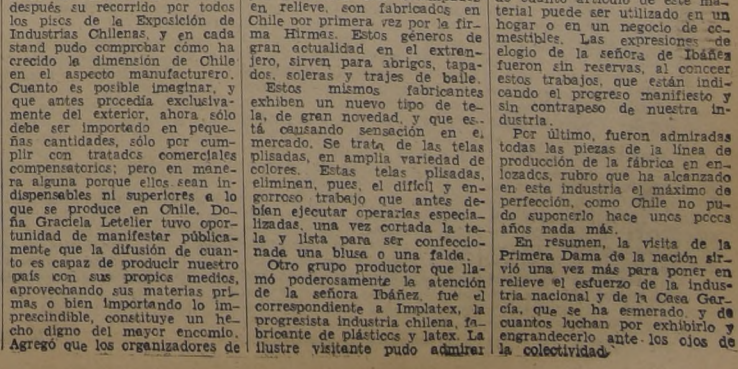 después su recorrido por todos
los pisos de la Exposición de
Industrias Chilenas, y en cada
stand pudo comprobar cómo ha
crecido la dimensión de Chile
en el aspecto manufacturero.
Cuanto es posible imaginar, y
que antes procedía exclusiva-
mente del exterior, ahora sólo
debe ser importado en peque-
ñas cantidades, sólo por cum-
plir con tratados comerciales
compensatorios; pero en mane-
ra alguna porque ellos sean in-
dispensables ni superiores a lo
que se produce en Chile. Do-
ña Graciela Letelier tuvo opor-
tunidad de manifestar pública-
mente que la difusión de cuan-
to es capaz de producir nuestro
país con sus propios medios,
aprovechando sus materias pri-
mas o bien importando lo im-
prescindible, constituye un he-
cho digno del mayor encomio.
Agregó que los organizadores de
en relieve, son fabricados en
Chile por primera vez por la fir-
ma Hirmas. Estos géneros de
gran actualidad en el extran-
jero, sirven para abrigos, tapa-
dos, soleras y trajes de baile.
Estos mismos fabricantes
exhiben un nuevo tipo de te-
la, de gran novedad, y que es-
tá causando sensación en el
mercado. Se trata de las telas
plisadas, en amplia variedad de
colores. Estas telas plisadas,
eliminan, pues, el difícil y en-
gorroso trabajo que antes de-
bían ejecutar operarias especia-
lizadas, una vez cortada la te-
la y lista para ser confeccio-
nada una blusa o una falda.
Otro grupo productor que lla-
mó poderosamente la atención
de la señora Ibáñez, fué el
correspondiente a Implatex, la
progresista industria chilena, fa-
bricante de plásticos y latex. La
ilustre visitante pudo admirar
terial puede ser utilizado en un
hogar o en un negocio de co-
mestibles. Las expresiones de
elogio de la señora de Ibáñez
fueron sin reservas, al conocer
estos trabajos, que están indi-
cando el progreso manifiesto y
sin contrapeso de nuestra in-
dustria.
Por último, fueron admiradas
todas las piezas de la línea de
producción de la fábrica en en-
lozados, rubro que ha alcanzado
en esta industria el máximo de
perfección, como Chile no pu-
do suponerlo hace unos pocos
años nada más.
En resumen, la visita de la
Primera Dama de la nación sir-
vió una vez más para poner en
relieve el esfuerzo de la indus-
tria nacional y de la Casa Gar-
cía, que se ha esmerado, y de
cuantos luchan por exhibirlo y
engrandecerlo ante los ojos de
la colectividad.